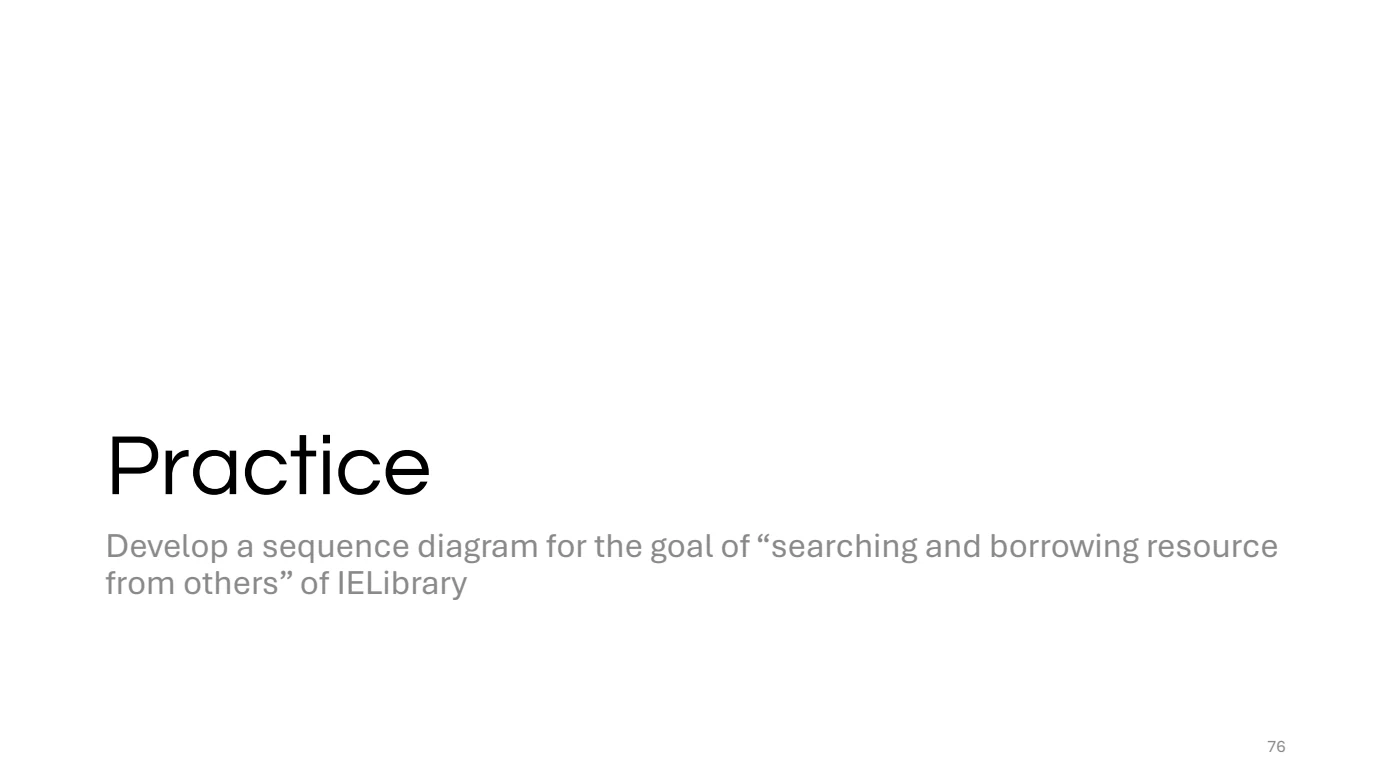 Practice
Develop a sequence diagram for the goal of “searching and borrowing resource
from others” of IELibrary
76